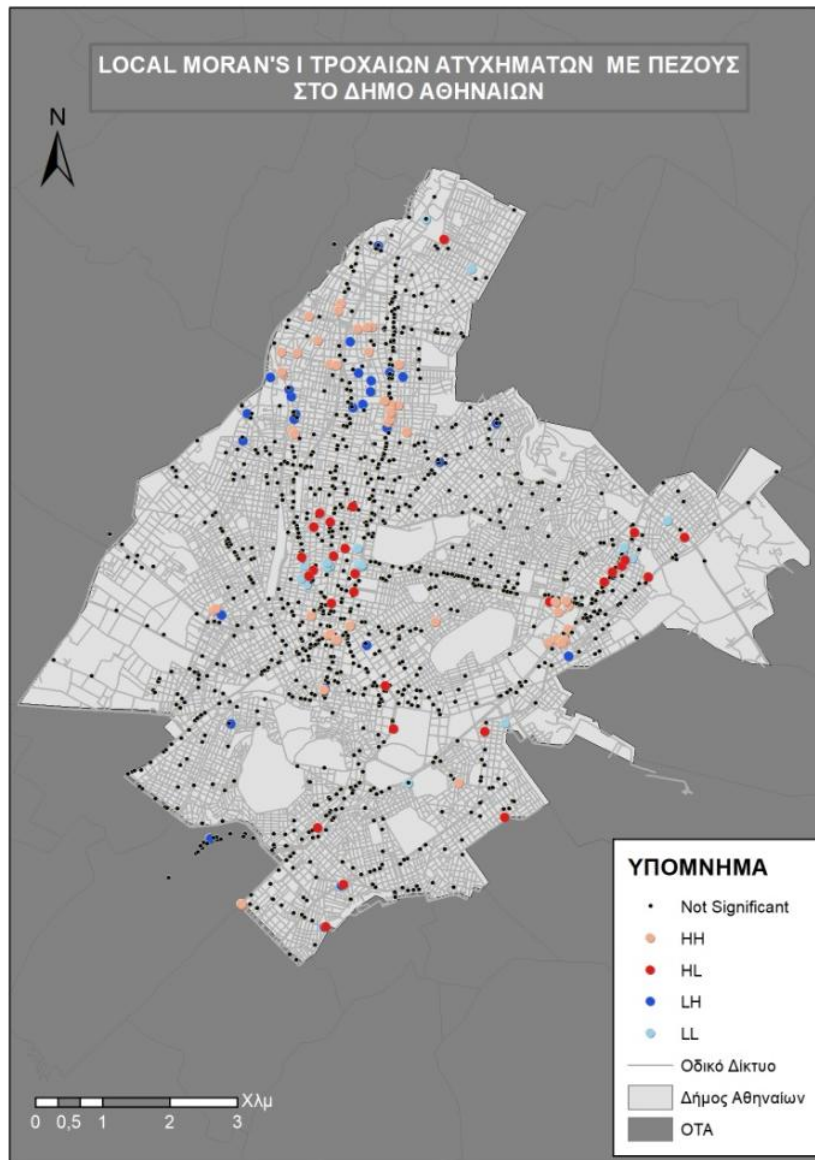 LOCAL MORAN'S I ΤΡΟΧΑΙΩΝ ΑΤΥΧΗΜΑΤΩΝ ΜΕ ΠΕΖΟΥΣ
ΣΤΟ ΔΗΜΟ ΑΘΗΝΑΙΩΝ
N
ΥΠΟΜΝΗΜΑ
Not Significant
HH
HL
LH
LL
Οδικό Δίκτυο
Δήμος Αθηναίων
ΟΤΑ
Χλμ
0 0,5 1 2 3